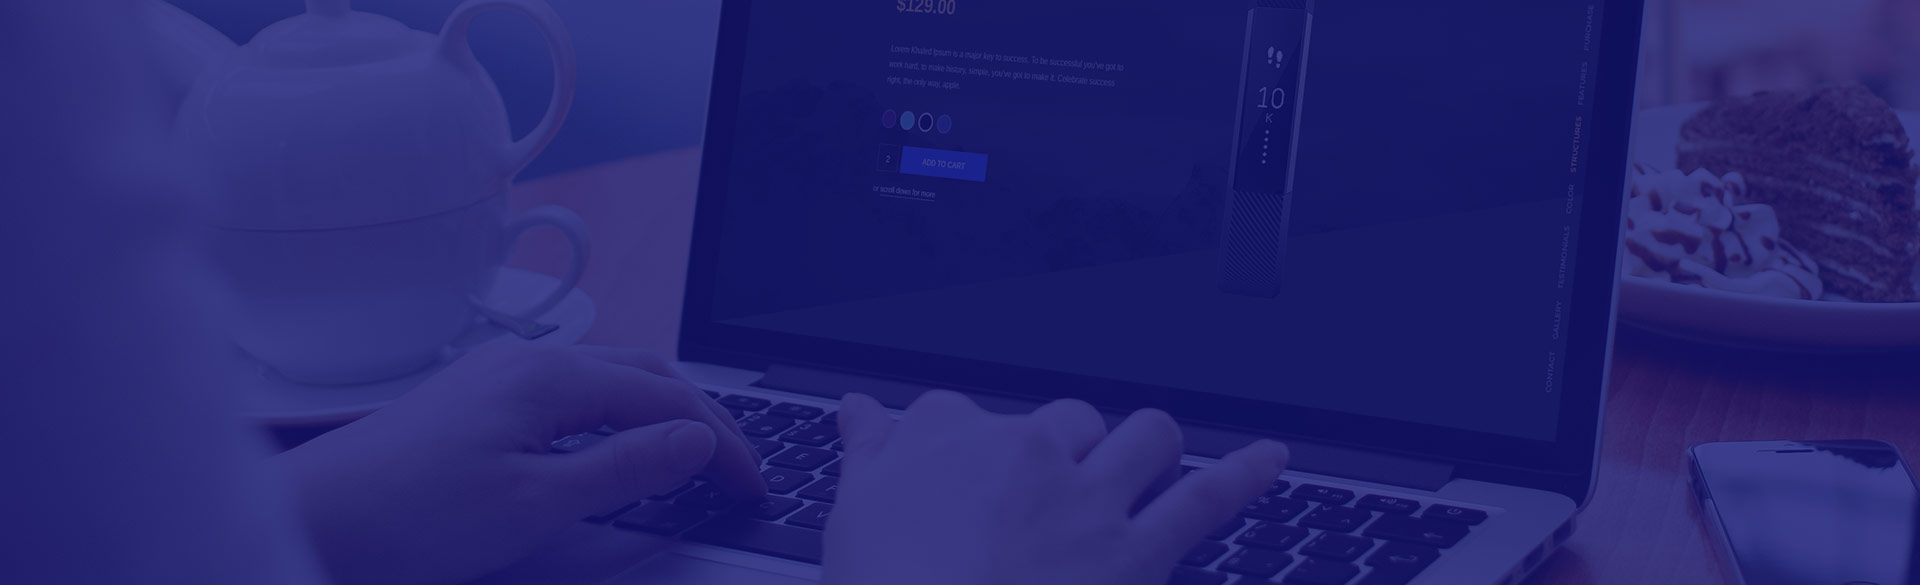 $129.00
Lorem Khaled Ipsum is a major key to success. To be successful you've got to
work hard, to make history, simple, you've got to make it. Celebrate success
right, the only way, apple.
2
ADD TO CART
or scroll down for more
10
K
PURCHASE
FEATURES
STRUCTURES
COLOR
TESTIMONIALS
GALLERY
CONTACT
E
D
F
X
C
V